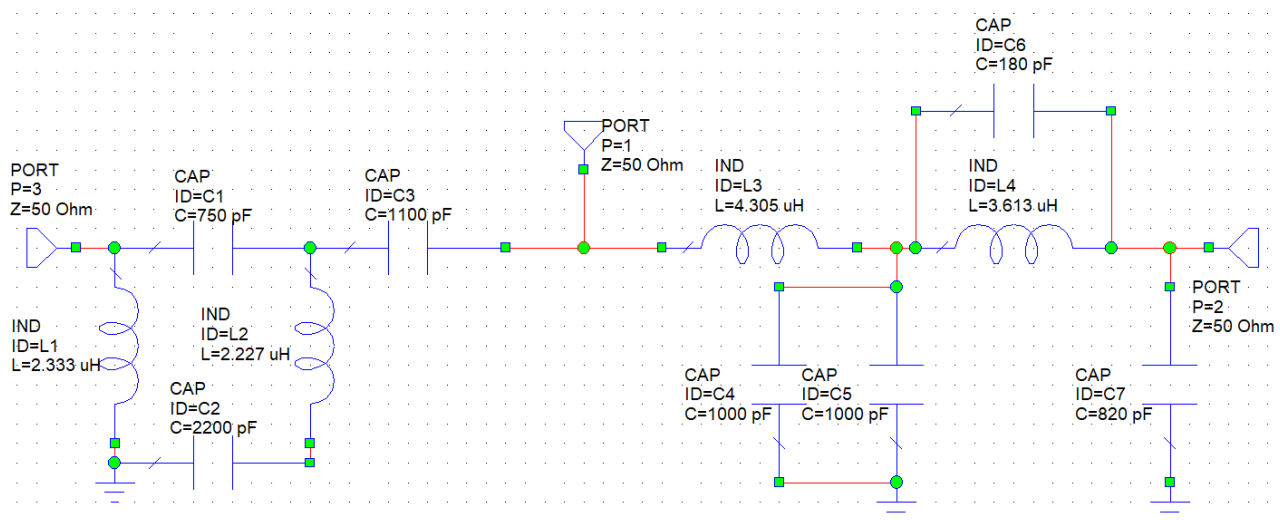 CAP
ID=C6
C=180 pF
PORT
P=1
Z=50 Ohm
PORT
P=3
Z=50 Ohm
CAP
ID=C1
C=750 pF
CAP
ID=C3
C=1100 pF
IND
ID=L3
L=4.305 uH
IND
ID=L4
L=3.613 uH
PORT
P=2
Z=50 Ohm
IND
ID=L1
L=2.333 uH
IND
ID=L2
L=2.227 uH
CAP
ID=C2
C=2200 pF
CAP
ID=C4
C=1000 pF
CAP
ID=C5
C=1000 pF
CAP
ID=C7
C=820 pF